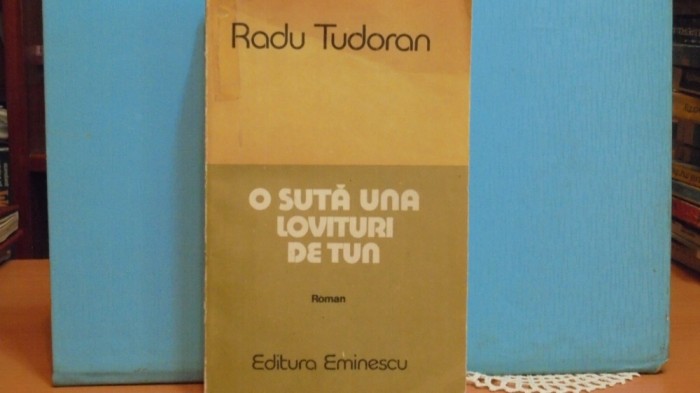 Radu Tudoran
O SUTĂ UNA
LOVITURI
DE TUN
Roman
Editura Eminescu